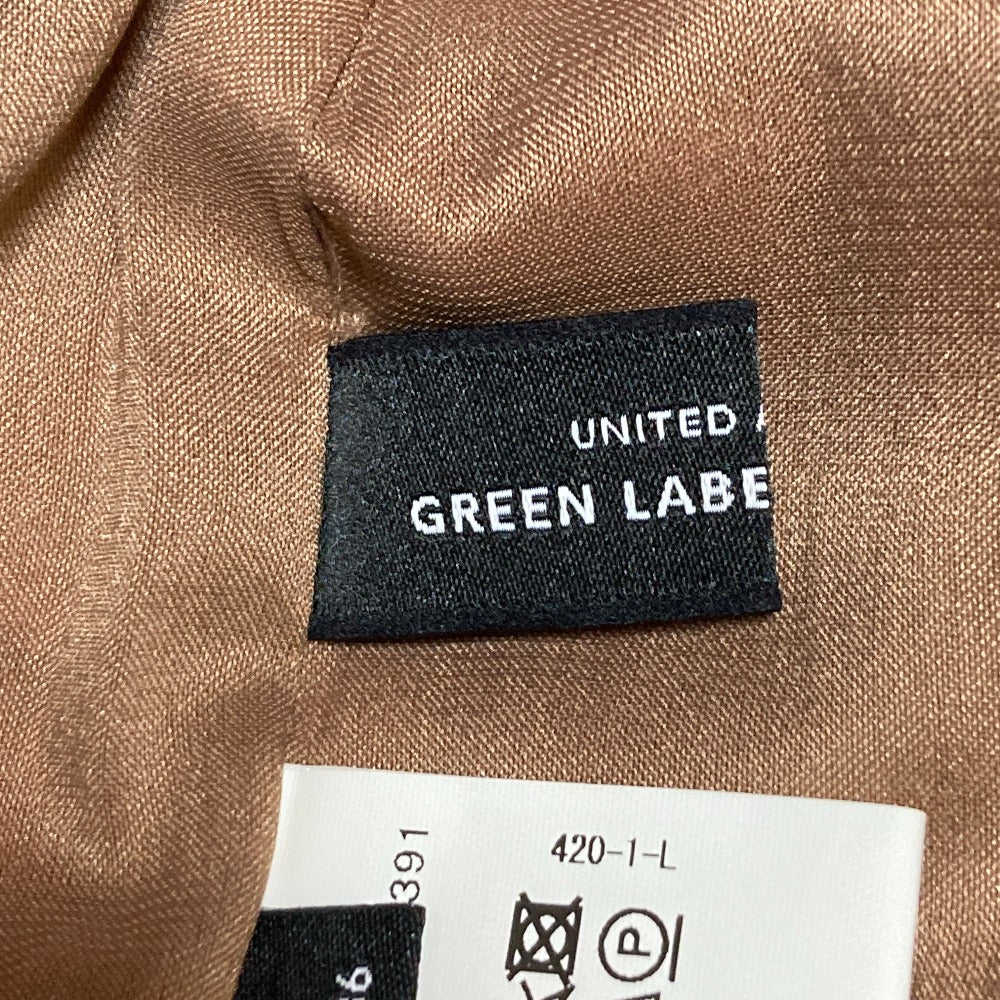 UNITED
GREEN LABE
420-1-L
391
P